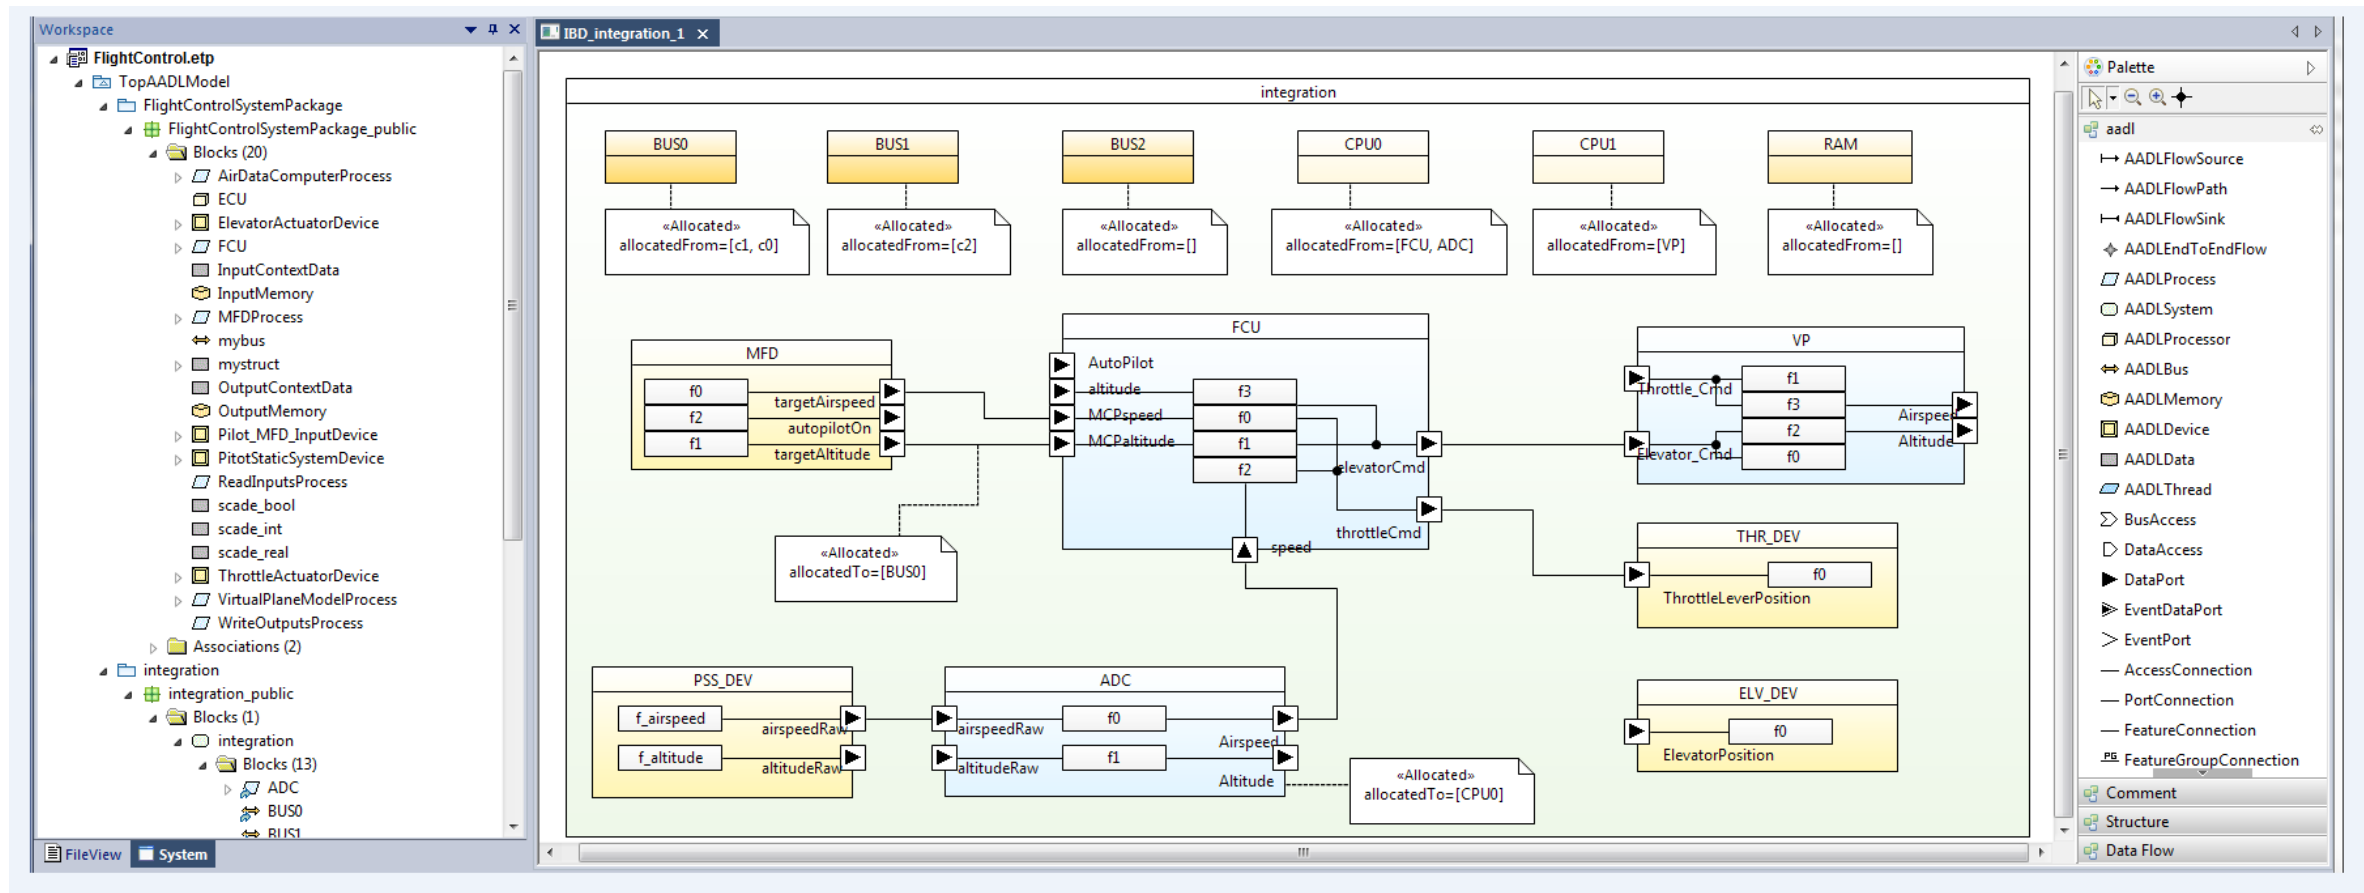 Workspace
FlightControl.etp
TopAADLModel
FlightControlSystemPackage
FlightControlSystemPackage_public
Blocks (20)
AirDataComputerProcess
ECU
ElevatorActuatorDevice
FCU
InputContextData
InputMemory
MFDProcess
mybus
mystruct
OutputContextData
OutputMemory
Pilot_MFD_InputDevice
PitotStaticSystemDevice
ReadInputsProcess
scade_bool
scade_int
scade_real
ThrottleActuatorDevice
VirtualPlaneModelProcess
WriteOutputsProcess
Associations (2)
integration
integration_public
Blocks (1)
integration
Blocks (13)
ADC
BUS0
BUS1
FileView
System
IBD_integration_1
integration
BUS0
«Allocated»
allocatedFrom=[c1, c0]
BUS1
«Allocated»
allocatedFrom=[c2]
BUS2
«Allocated»
allocatedFrom=[]
CPU0
«Allocated»
allocatedFrom=[FCU, ADC]
CPU1
«Allocated»
allocatedFrom=[VP]
RAM
«Allocated»
allocatedFrom=[]
MFD
f0
targetAirspeed
f2
autopilotOn
f1
targetAltitude
«Allocated»
allocatedTo=[BUS0]
FCU
AutoPilot
altitude
f3
MCPspeed
f0
MCPaltitude
f1
f2
elevatorCmd
throttleCmd
speed
VP
Throttle_Cmd
f1
f3
Airspeed
f2
Altitude
Elevator_Cmd
f0
THR_DEV
f0
ThrottleLeverPosition
PSS_DEV
f_airspeed
airspeedRaw
f_altitude
altitudeRaw
ADC
airspeedRaw
f0
Airspeed
altitudeRaw
f1
Altitude
«Allocated»
allocatedTo=[CPU0]
ELV_DEV
f0
ElevatorPosition
Palette
aadl
AADLFlowSource
AADLFlowPath
AADLFlowSink
AADLEndToEndFlow
AADLProcess
AADLSystem
AADLProcessor
AADLBus
AADLMemory
AADLDevice
AADLData
AADLThread
BusAccess
DataAccess
DataPort
EventDataPort
EventPort
AccessConnection
PortConnection
FeatureConnection
PG FeatureGroupConnection
Comment
Structure
Data Flow